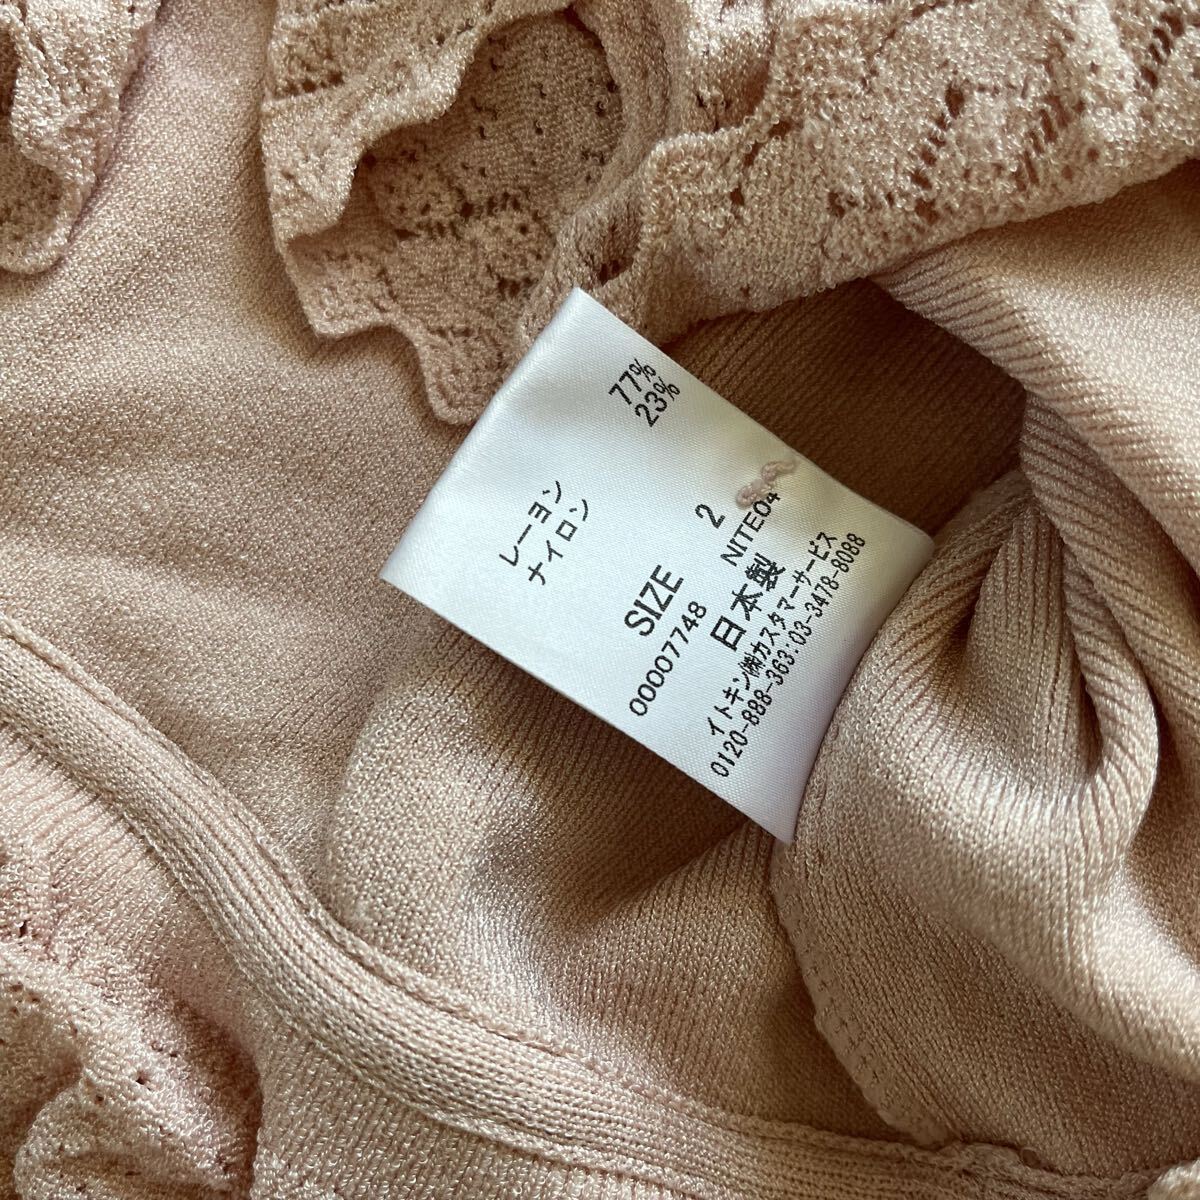 レーヨン 77%
ナイロン 23%
SIZE 2
00007748 NITE04
日本製
イトキン㈱カスタマーサービス
0120-888-363:03-3478-8088